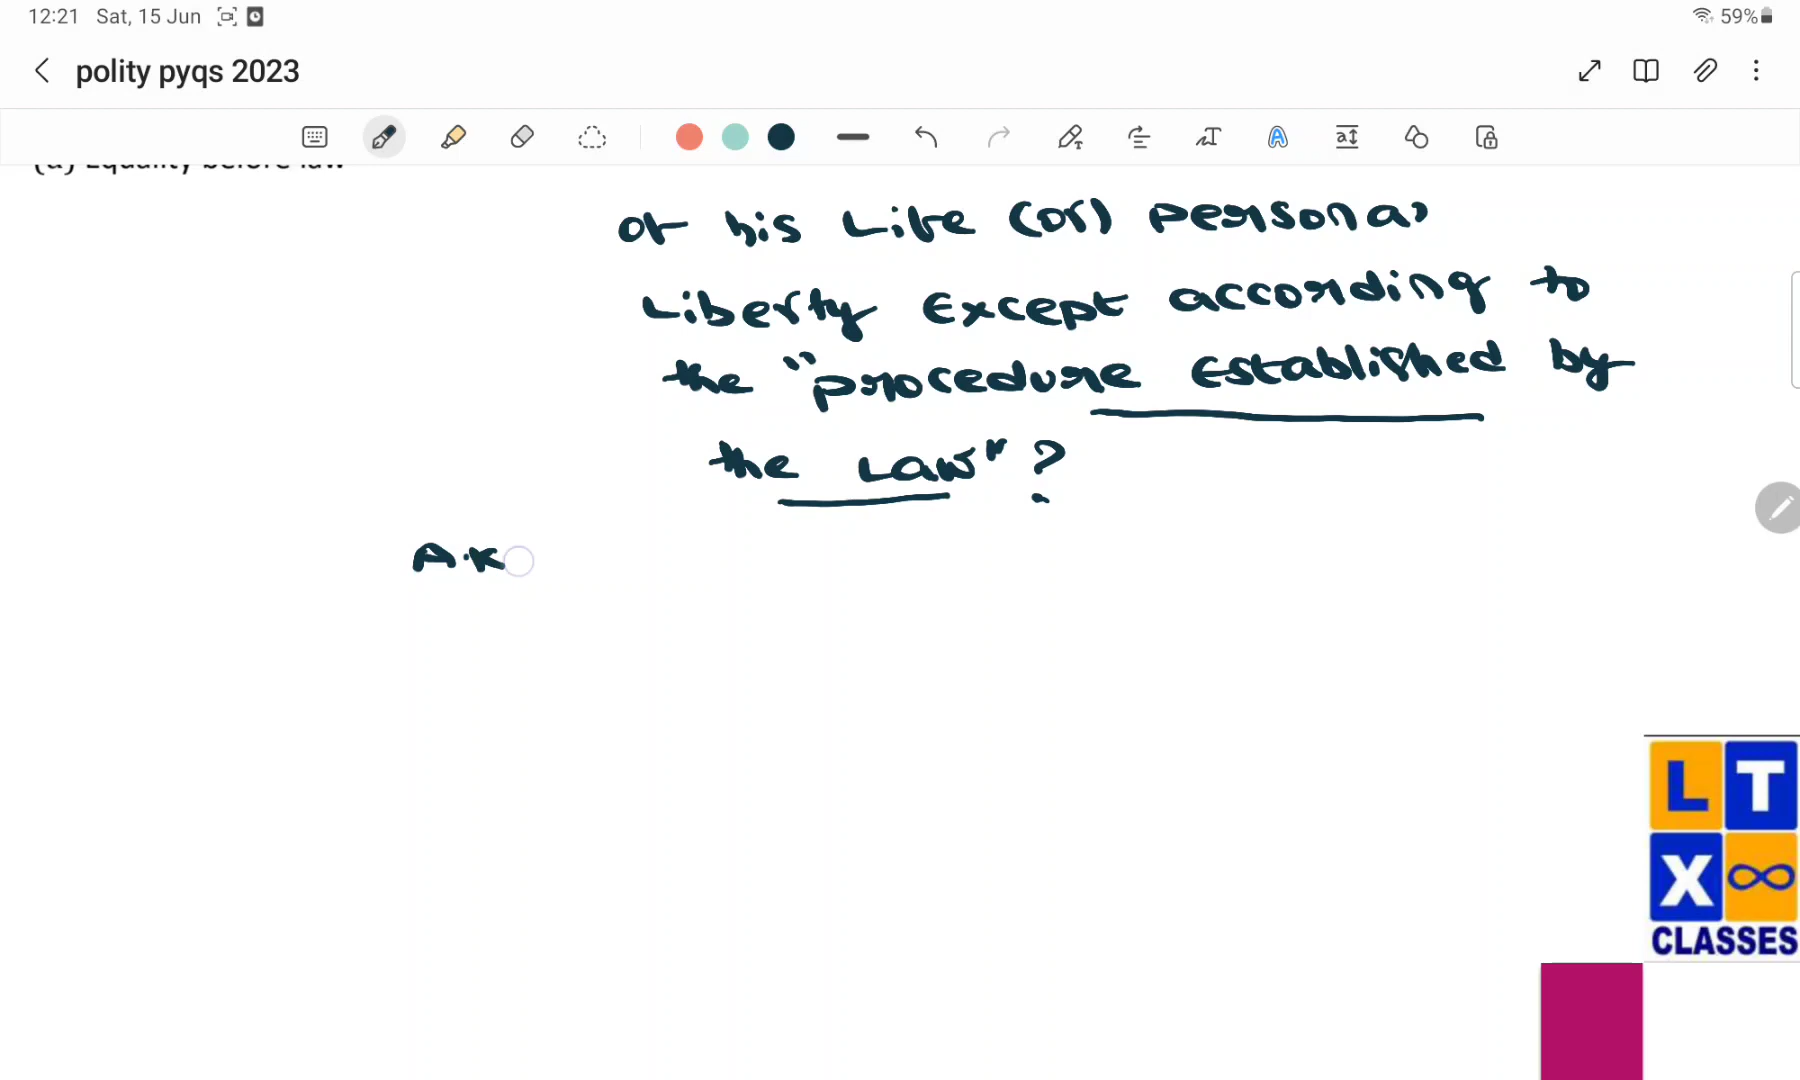 12:21 Sat, 15 Jun 59%
polity pyqs 2023
of his Life (or) personal
Liberty Except according to
the "procedure Established by
the Law" ?
A.K
L T
X ∞
CLASSES